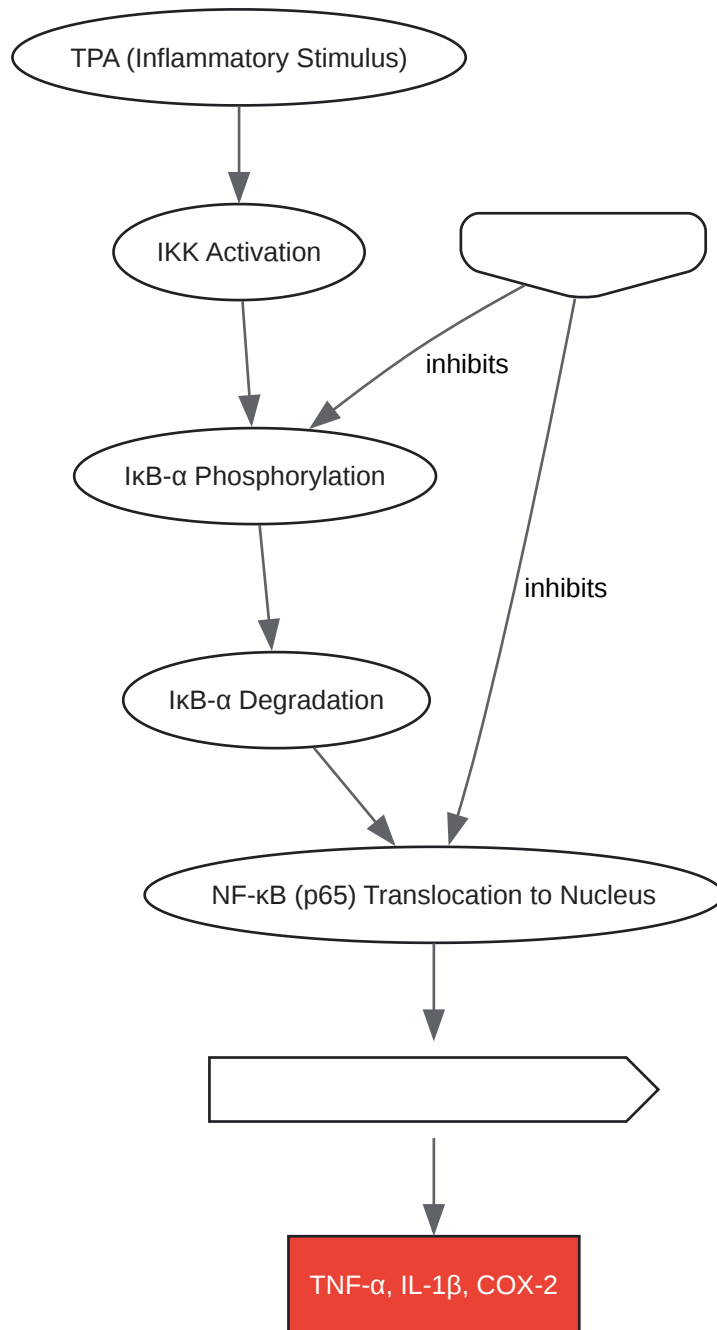 TPA (Inflammatory Stimulus)
IKK Activation
inhibits
IκB-α Phosphorylation
inhibits
IκB-α Degradation
NF-κB (p65) Translocation to Nucleus
TNF-α, IL-1β, COX-2